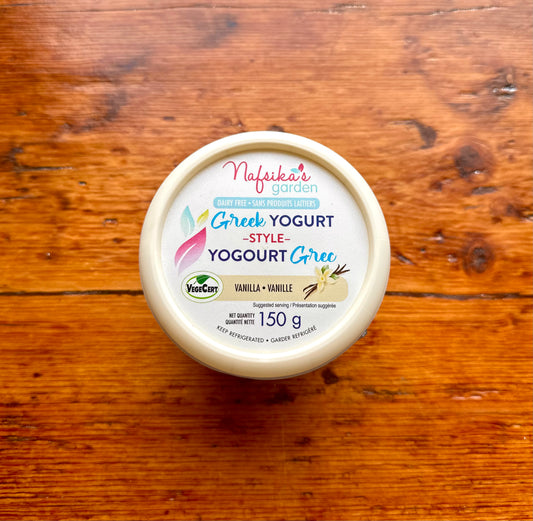 Nafsika's
garden
DAIRY FREE • SANS PRODUITS LAITIERS
Greek YOGURT
–STYLE–
YOGOURT Grec
VEGECERT
VANILLA • VANILLE
Suggested serving / Présentation suggérée
NET QUANTITY
QUANTITÉ NETTE 150 g
KEEP REFRIGERATED • GARDER REFRIGÉRÉ